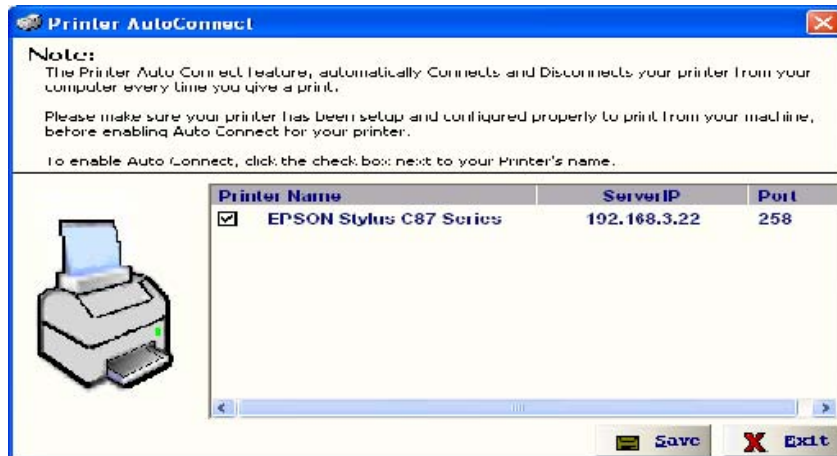 Printer AutoConnect
Note:
The Printer Auto Connect feature, automatically Connects and Disconnects your printer from your
computer every time you give a print.
Please make sure your printer has been setup and configured properly to print from your machine,
before enabling Auto Connect for your printer.
To enable Auto Connect, click the check box next to your Printer's name.
Printer Name ServerIP Port
EPSON Stylus C87 Series 192.168.3.22 258
Save Exit